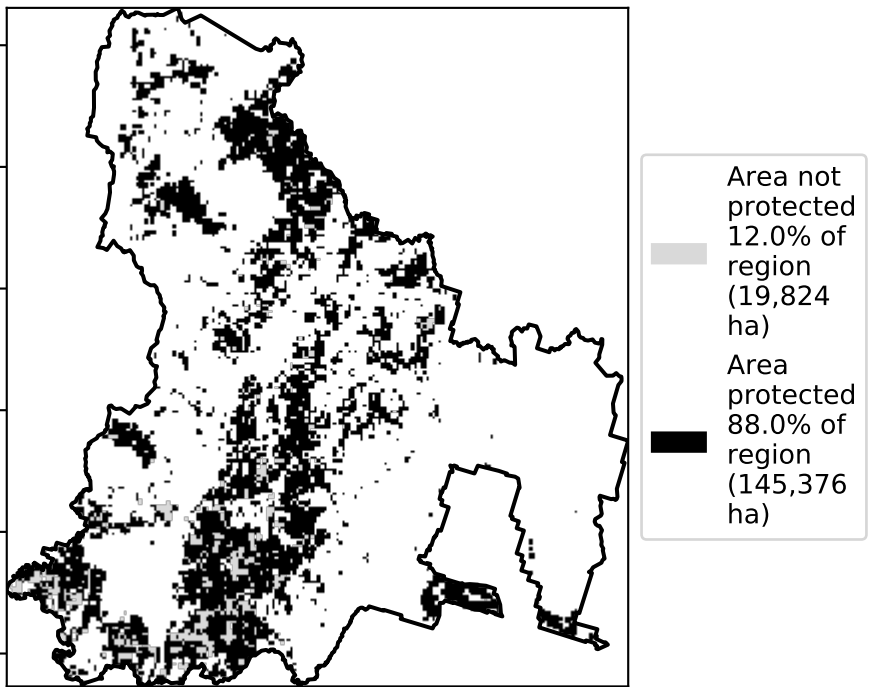 Area not
protected
12.0% of
region
(19,824
ha)
Area
protected
88.0% of
region
(145,376
ha)